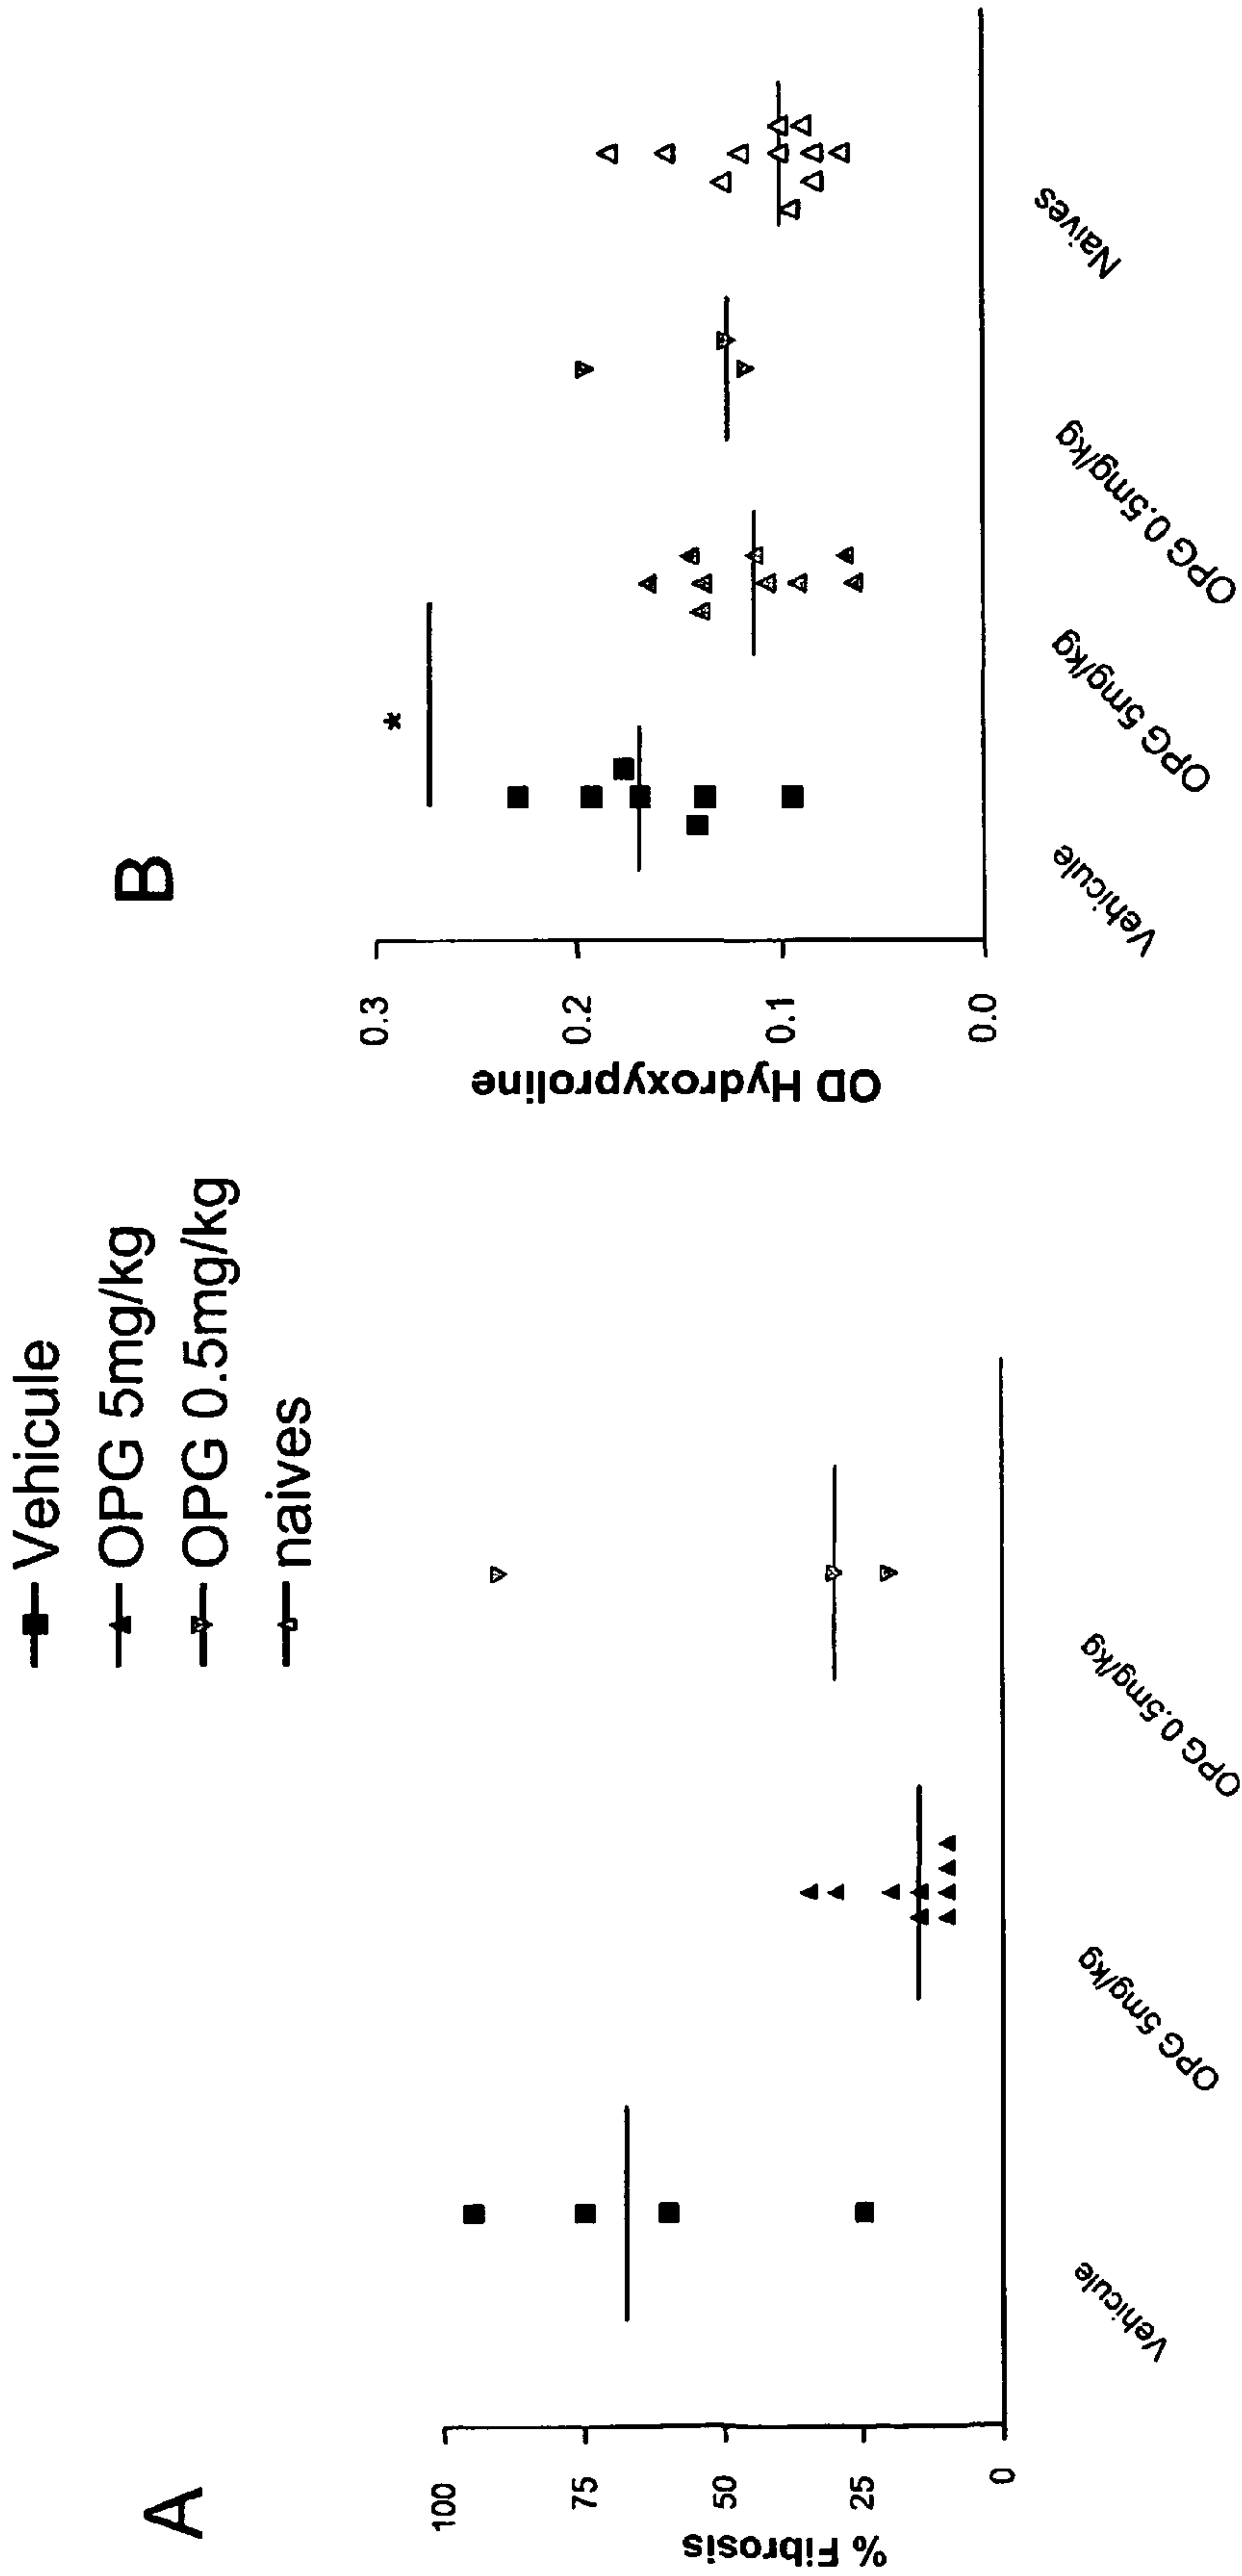 Vehicule
OPG 5mg/kg
OPG 0.5mg/kg
naives
A
% Fibrosis
100
75
50
25
0
Vehicule
OPG 5mg/kg
OPG 0.5mg/kg
B
OD Hydroxyproline
0.3
0.2
0.1
0.0
*
Vehicule
OPG 5mg/kg
OPG 0.5mg/kg
Naives